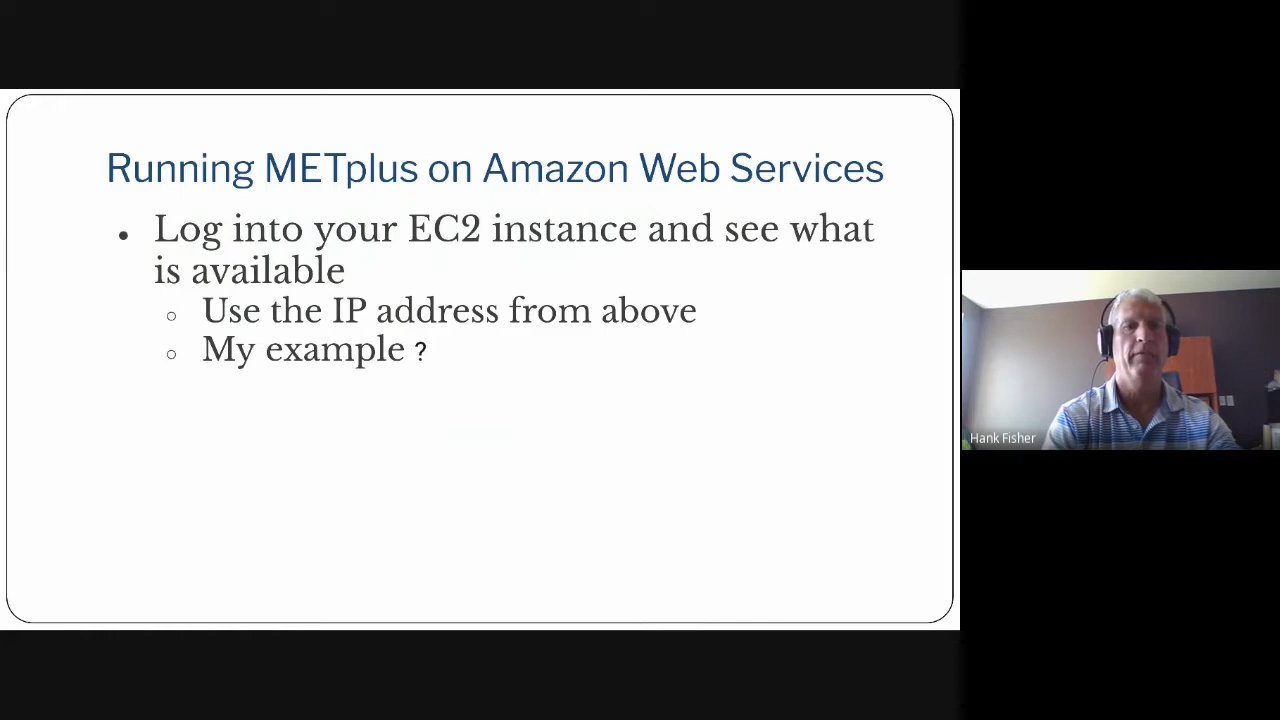 Running METplus on Amazon Web Services
• Log into your EC2 instance and see what
is available
○ Use the IP address from above
○ My example ?
Hank Fisher